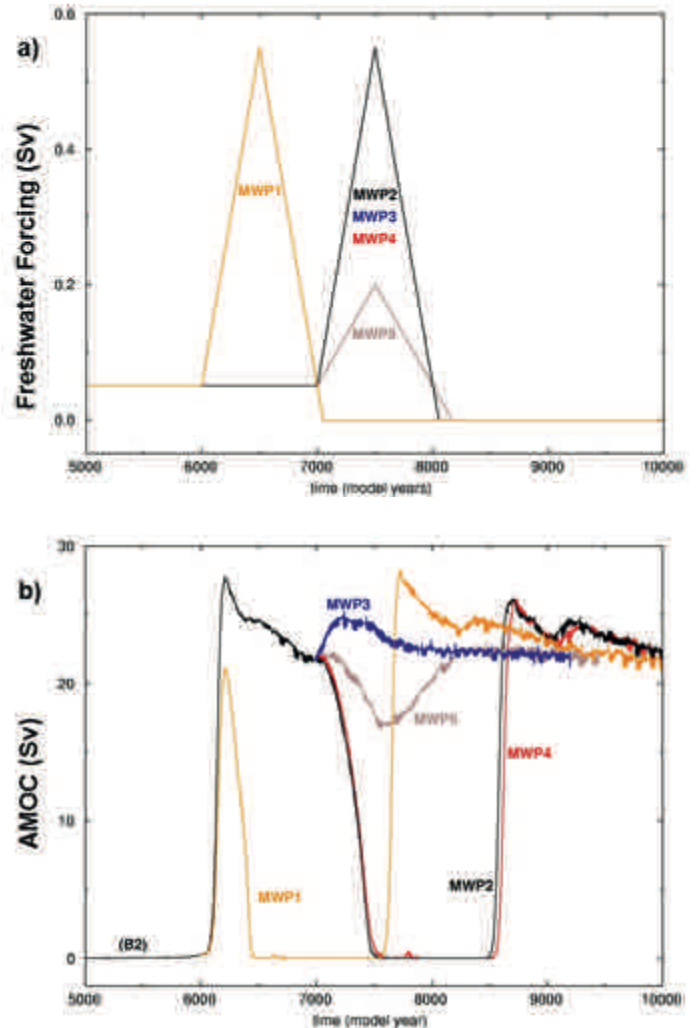 a)
Freshwater Forcing (Sv)
0.6
0.4
0.2
0.0
MWP1
MWP2
MWP3
MWP4
MWP5
5000 6000 7000 8000 9000 10000
time (model years)
b)
AMOC (Sv)
30
20
10
0
MWP3
MWP5
MWP4
MWP2
MWP1
(B2)
5000 6000 7000 8000 9000 10000
time (model year)